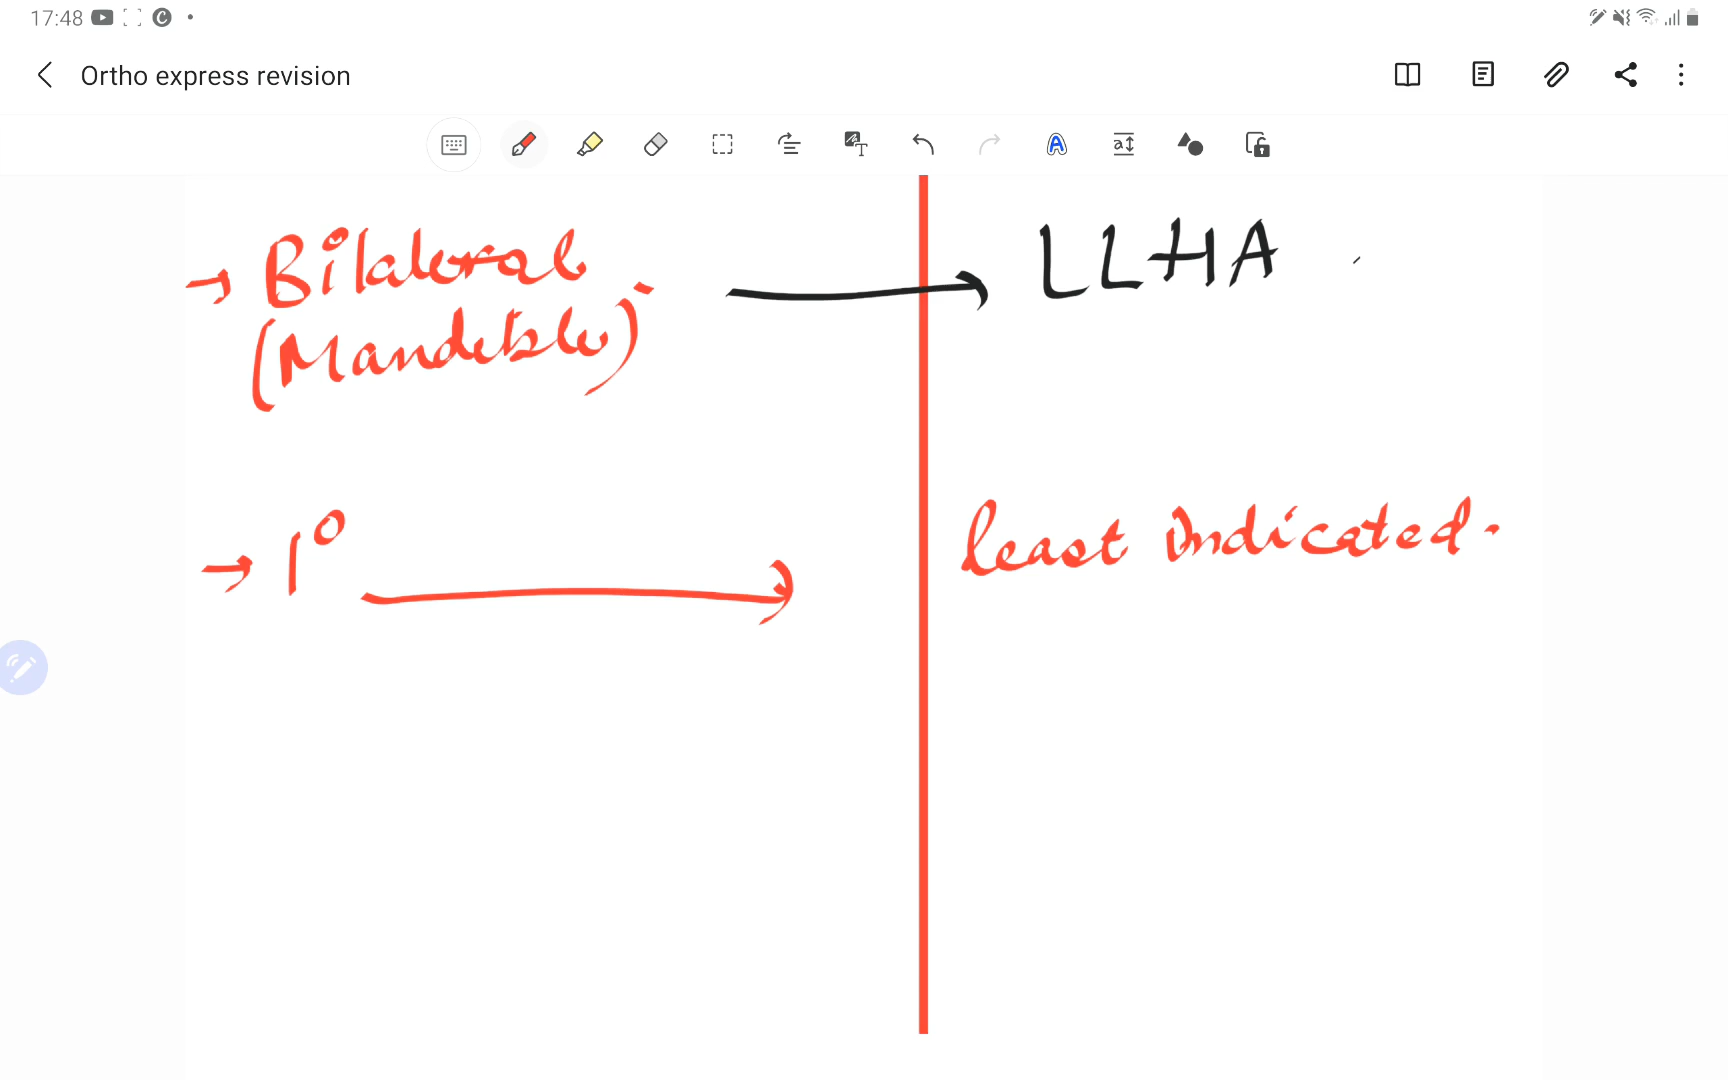 17:48
Ortho express revision
→ Bilateral → LLHA
(Mandible)
→ 1° → least indicated.